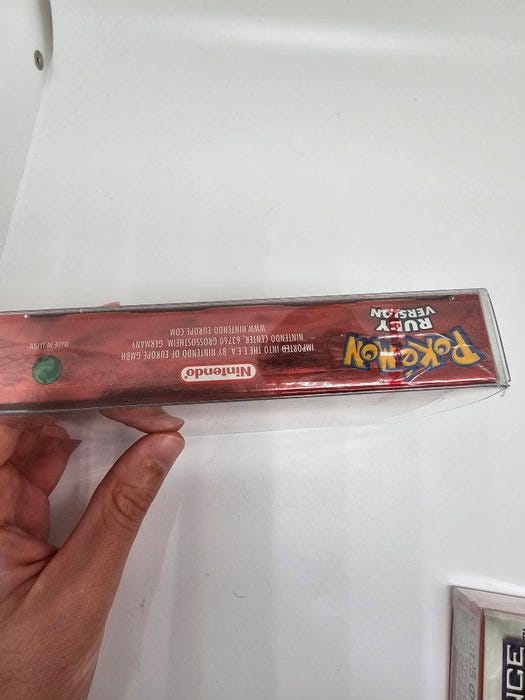 POKéMON
RUBY
VERSION
Nintendo
IMPORTED INTO THE E.E.A. BY NINTENDO OF EUROPE GMBH
NINTENDO CENTER, 63760 GROSSOSTHEIM, GERMANY
WWW.NINTENDO-EUROPE.COM
MADE IN JAPAN